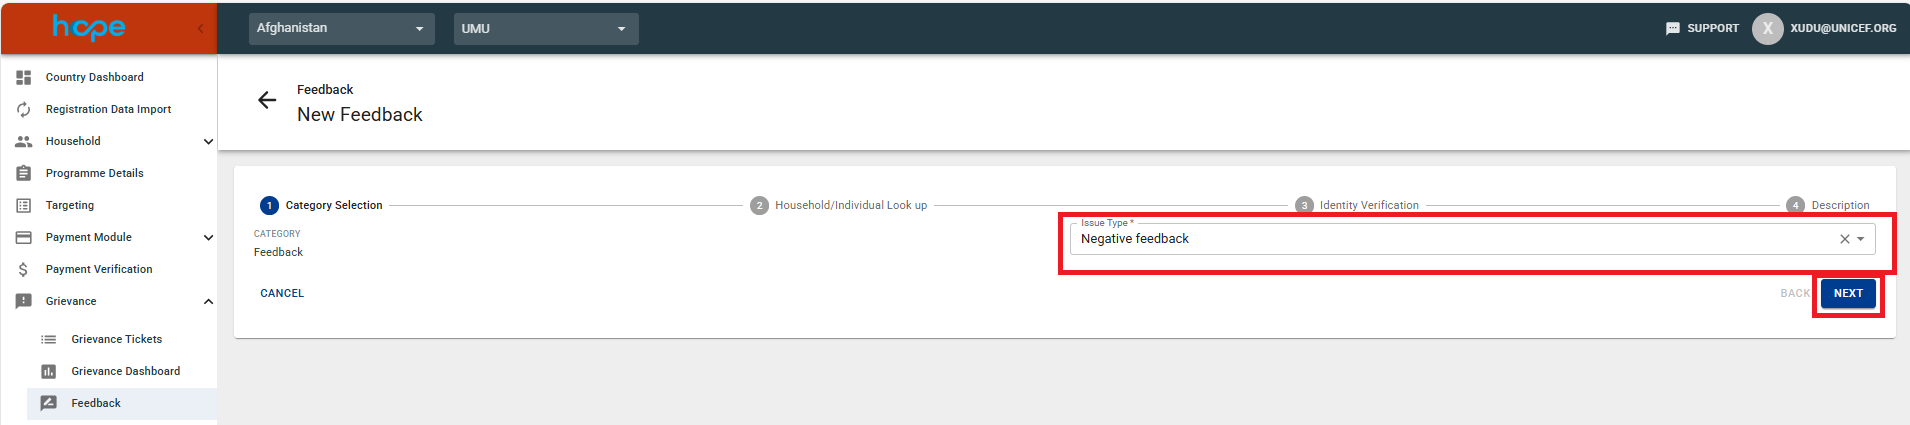 hope
Afghanistan
UMU
SUPPORT
X
XUDU@UNICEF.ORG
Country Dashboard
Registration Data Import
Household
Programme Details
Targeting
Payment Module
Payment Verification
Grievance
Grievance Tickets
Grievance Dashboard
Feedback
Feedback
New Feedback
1 Category Selection
2 Household/Individual Look up
3 Identity Verification
4 Description
CATEGORY
Feedback
Issue Type *
Negative feedback
CANCEL
BACK
NEXT